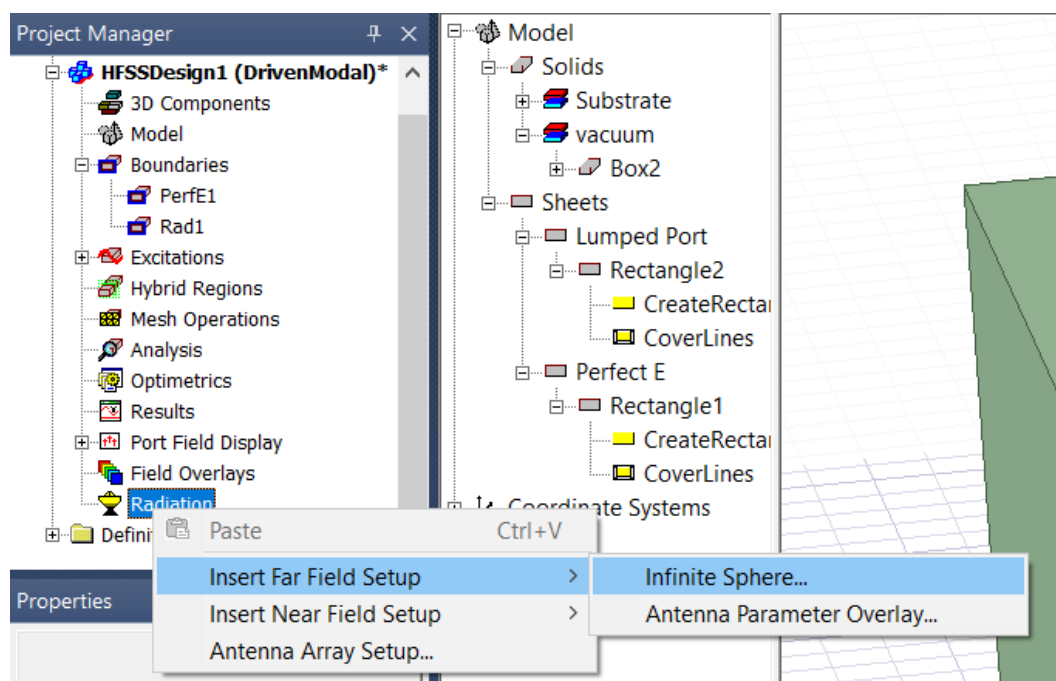 Project Manager
HFSSDesign1 (DrivenModal)*
3D Components
Model
Boundaries
PerfE1
Rad1
Excitations
Hybrid Regions
Mesh Operations
Analysis
Optimetrics
Results
Port Field Display
Field Overlays
Radiation
Defini
Properties
Model
Solids
Substrate
vacuum
Box2
Sheets
Lumped Port
Rectangle2
CreateRectan
CoverLines
Perfect E
Rectangle1
CreateRectan
CoverLines
Coordinate Systems
Paste Ctrl+V
Insert Far Field Setup
Insert Near Field Setup
Antenna Array Setup...
Infinite Sphere...
Antenna Parameter Overlay...